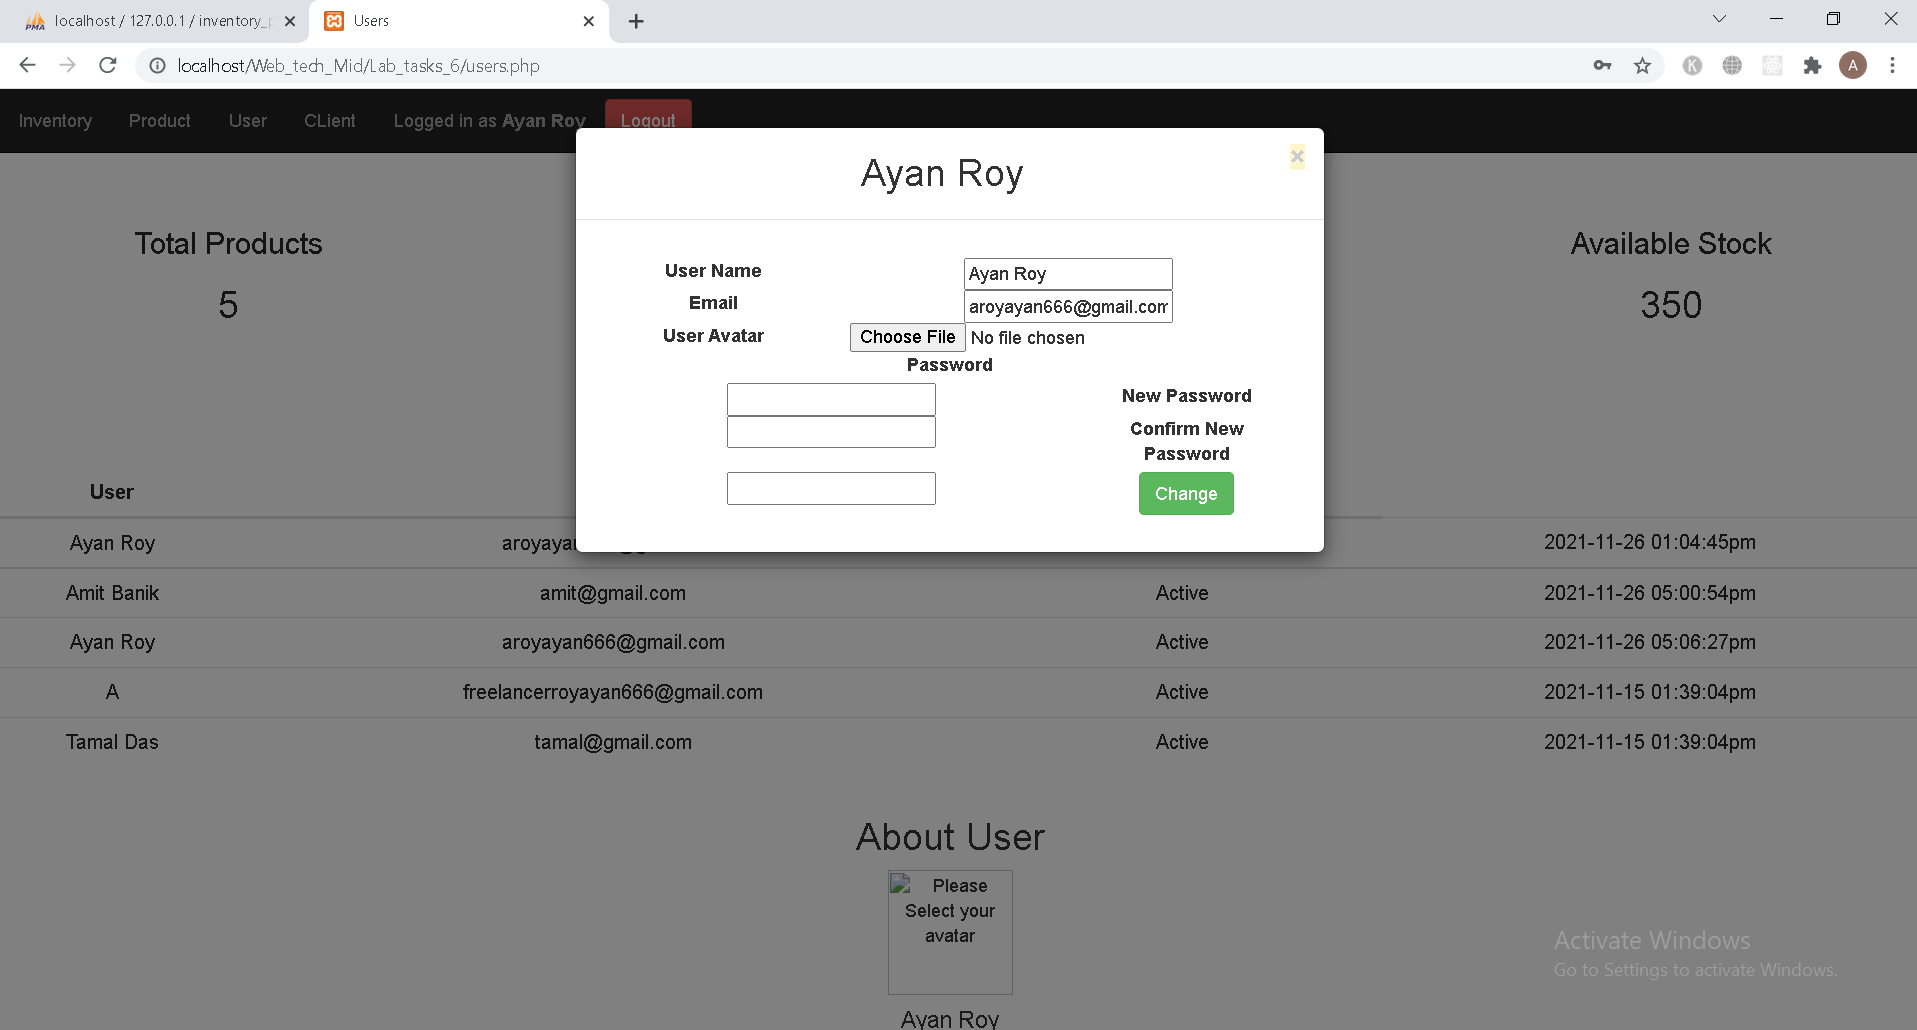 localhost / 127.0.0.1 / inventory_p
Users
localhost/Web_tech_Mid/Lab_tasks_6/users.php
A
Inventory Product User CLient Logged in as Ayan Roy Logout
Ayan Roy
×
Total Products
5
Available Stock
350
User Name Ayan Roy
Email aroyayan666@gmail.com
User Avatar Choose File No file chosen
Password
New Password
Confirm New
Password
Change
User
Ayan Roy aroyayan 2021-11-26 01:04:45pm
Amit Banik amit@gmail.com Active 2021-11-26 05:00:54pm
Ayan Roy aroyayan666@gmail.com Active 2021-11-26 05:06:27pm
A freelancerroyayan666@gmail.com Active 2021-11-15 01:39:04pm
Tamal Das tamal@gmail.com Active 2021-11-15 01:39:04pm
About User
Please
Select your
avatar
Ayan Roy
Activate Windows
Go to Settings to activate Windows.